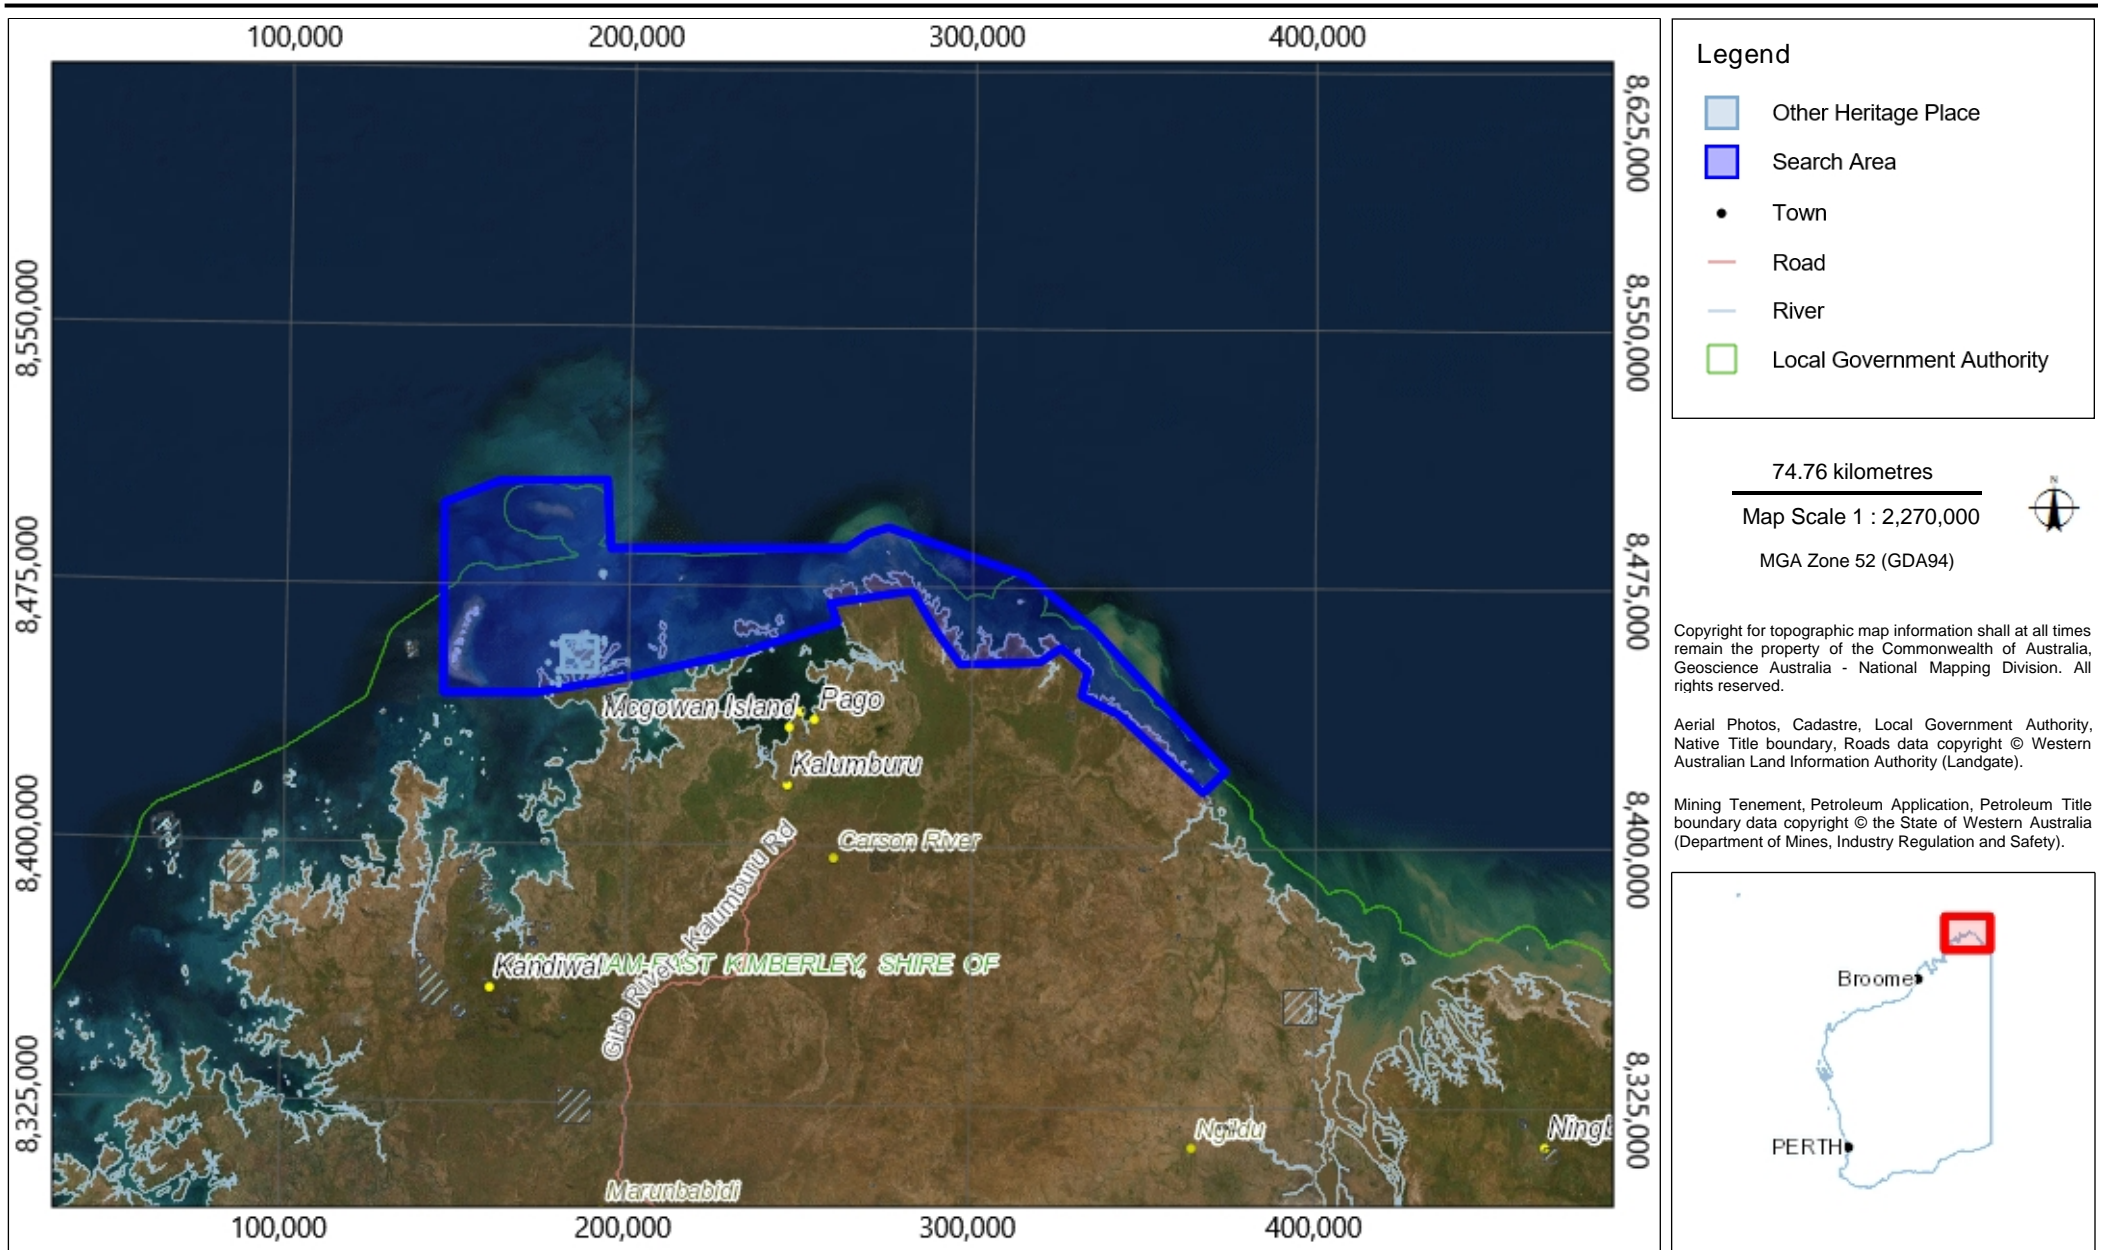 100,000
200,000
300,000
400,000
8,625,000
8,550,000
8,550,000
8,475,000
8,475,000
8,400,000
8,400,000
8,325,000
8,325,000
Mcgowan Island
Pago
Kalumburu
Carson River
Gibb River Kalumburu Rd
Kandiwal
AM-EAST KIMBERLEY, SHIRE OF
Ngildu
Marunbabidi
100,000
200,000
300,000
400,000
Legend
Other Heritage Place
Search Area
Town
Road
River
Local Government Authority
74.76 kilometres
Map Scale 1 : 2,270,000
MGA Zone 52 (GDA94)
N
Copyright for topographic map information shall at all times
remain the property of the Commonwealth of Australia,
Geoscience Australia - National Mapping Division. All
rights reserved.
Aerial Photos, Cadastre, Local Government Authority,
Native Title boundary, Roads data copyright © Western
Australian Land Information Authority (Landgate).
Mining Tenement, Petroleum Application, Petroleum Title
boundary data copyright © the State of Western Australia
(Department of Mines, Industry Regulation and Safety).
Broome
PERTH